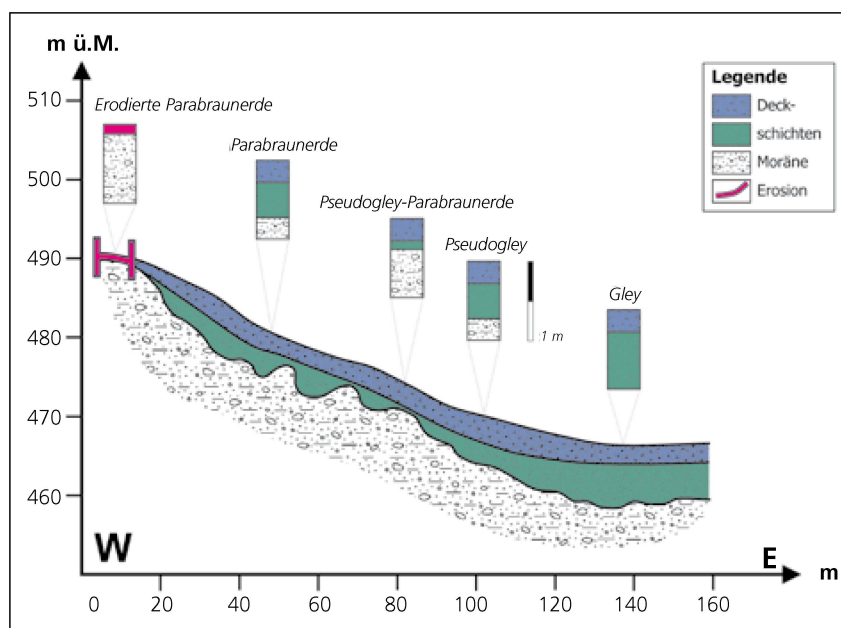 m ü.M.
510
500
490
480
470
460
Erodierte Parabraunerde
Parabraunerde
Pseudogley-Parabraunerde
Pseudogley
Gley
1 m
Legende
Deck-
schichten
Moräne
Erosion
W
E
m
0 20 40 60 80 100 120 140 160